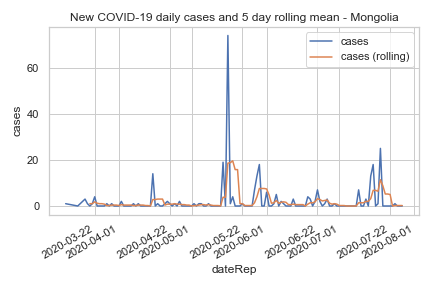 New COVID-19 daily cases and 5 day rolling mean - Mongolia
cases
cases (rolling)
60
40
20
0
cases
2020-03-22
2020-04-01
2020-04-22
2020-05-01
2020-05-22
2020-06-01
2020-06-22
2020-07-01
2020-07-22
2020-08-01
dateRep